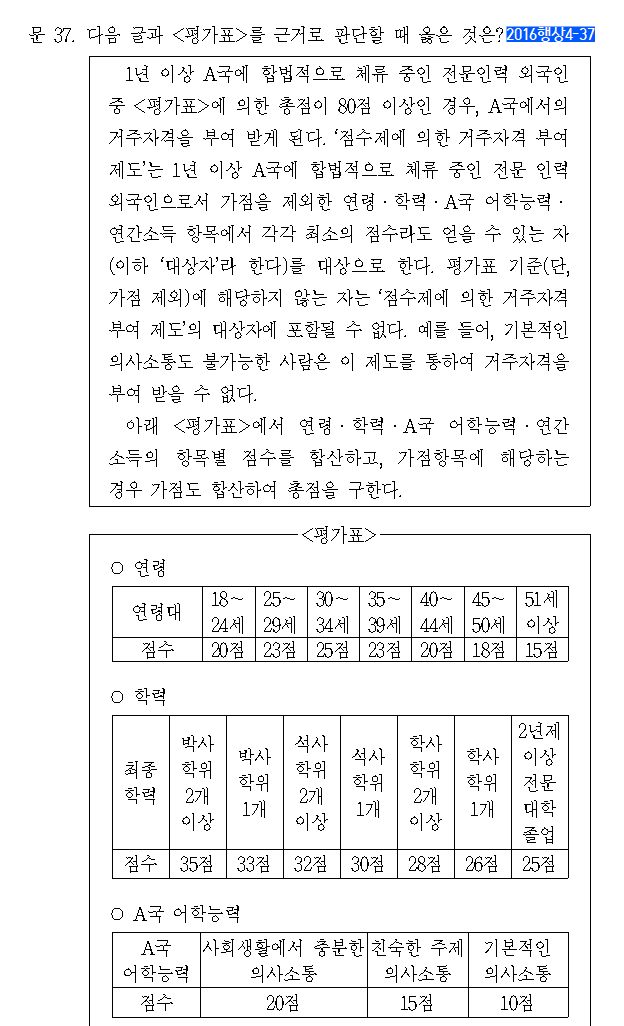 문 37. 다음 글과 <평가표>를 근거로 판단할 때 옳은 것은? 2016행상4-37
1년 이상 A국에 합법적으로 체류 중인 전문인력 외국인
중 <평가표>에 의한 총점이 80점 이상인 경우, A국에서의
거주자격을 부여 받게 된다. ‘점수제에 의한 거주자격 부여
제도’는 1년 이상 A국에 합법적으로 체류 중인 전문 인력
외국인으로서 가점을 제외한 연령·학력·A국 어학능력·
연간소득 항목에서 각각 최소의 점수라도 얻을 수 있는 자
(이하 ‘대상자’라 한다)를 대상으로 한다. 평가표 기준(단,
가점 제외)에 해당하지 않는 자는 ‘점수제에 의한 거주자격
부여 제도’의 대상자에 포함될 수 없다. 예를 들어, 기본적인
의사소통도 불가능한 사람은 이 제도를 통하여 거주자격을
부여 받을 수 없다.
아래 <평가표>에서 연령·학력·A국 어학능력·연간
소득의 항목별 점수를 합산하고, 가점항목에 해당하는
경우 가점도 합산하여 총점을 구한다.
<평가표>
○ 연령
연령대 18~ 25~ 30~ 35~ 40~ 45~ 51세
24세 29세 34세 39세 44세 50세 이상
점수 20점 23점 25점 23점 20점 18점 15점
○ 학력
최종 학력 박사 학위 2개 이상 박사 학위 1개 석사 학위 2개 이상 석사 학위 1개 학사 학위 2개 이상 학사 학위 1개 2년제 이상 전문 대학 졸업
점수 35점 33점 32점 30점 28점 26점 25점
○ A국 어학능력
A국 사회생활에서 충분한 친숙한 주제 기본적인
어학능력 의사소통 의사소통 의사소통
점수 20점 15점 10점